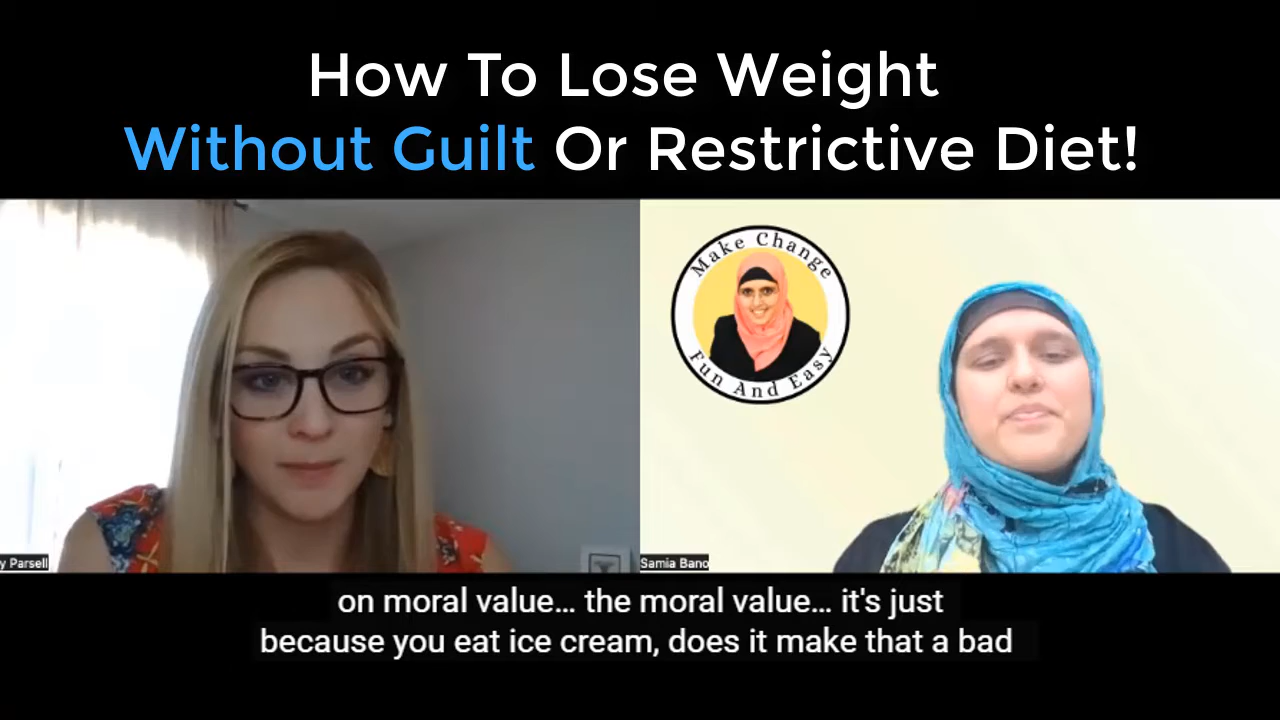 How To Lose Weight
Without Guilt Or Restrictive Diet!
Make Change
Fun And Easy
y Parsell
Samia Bano
on moral value... the moral value... it's just
because you eat ice cream, does it make that a bad